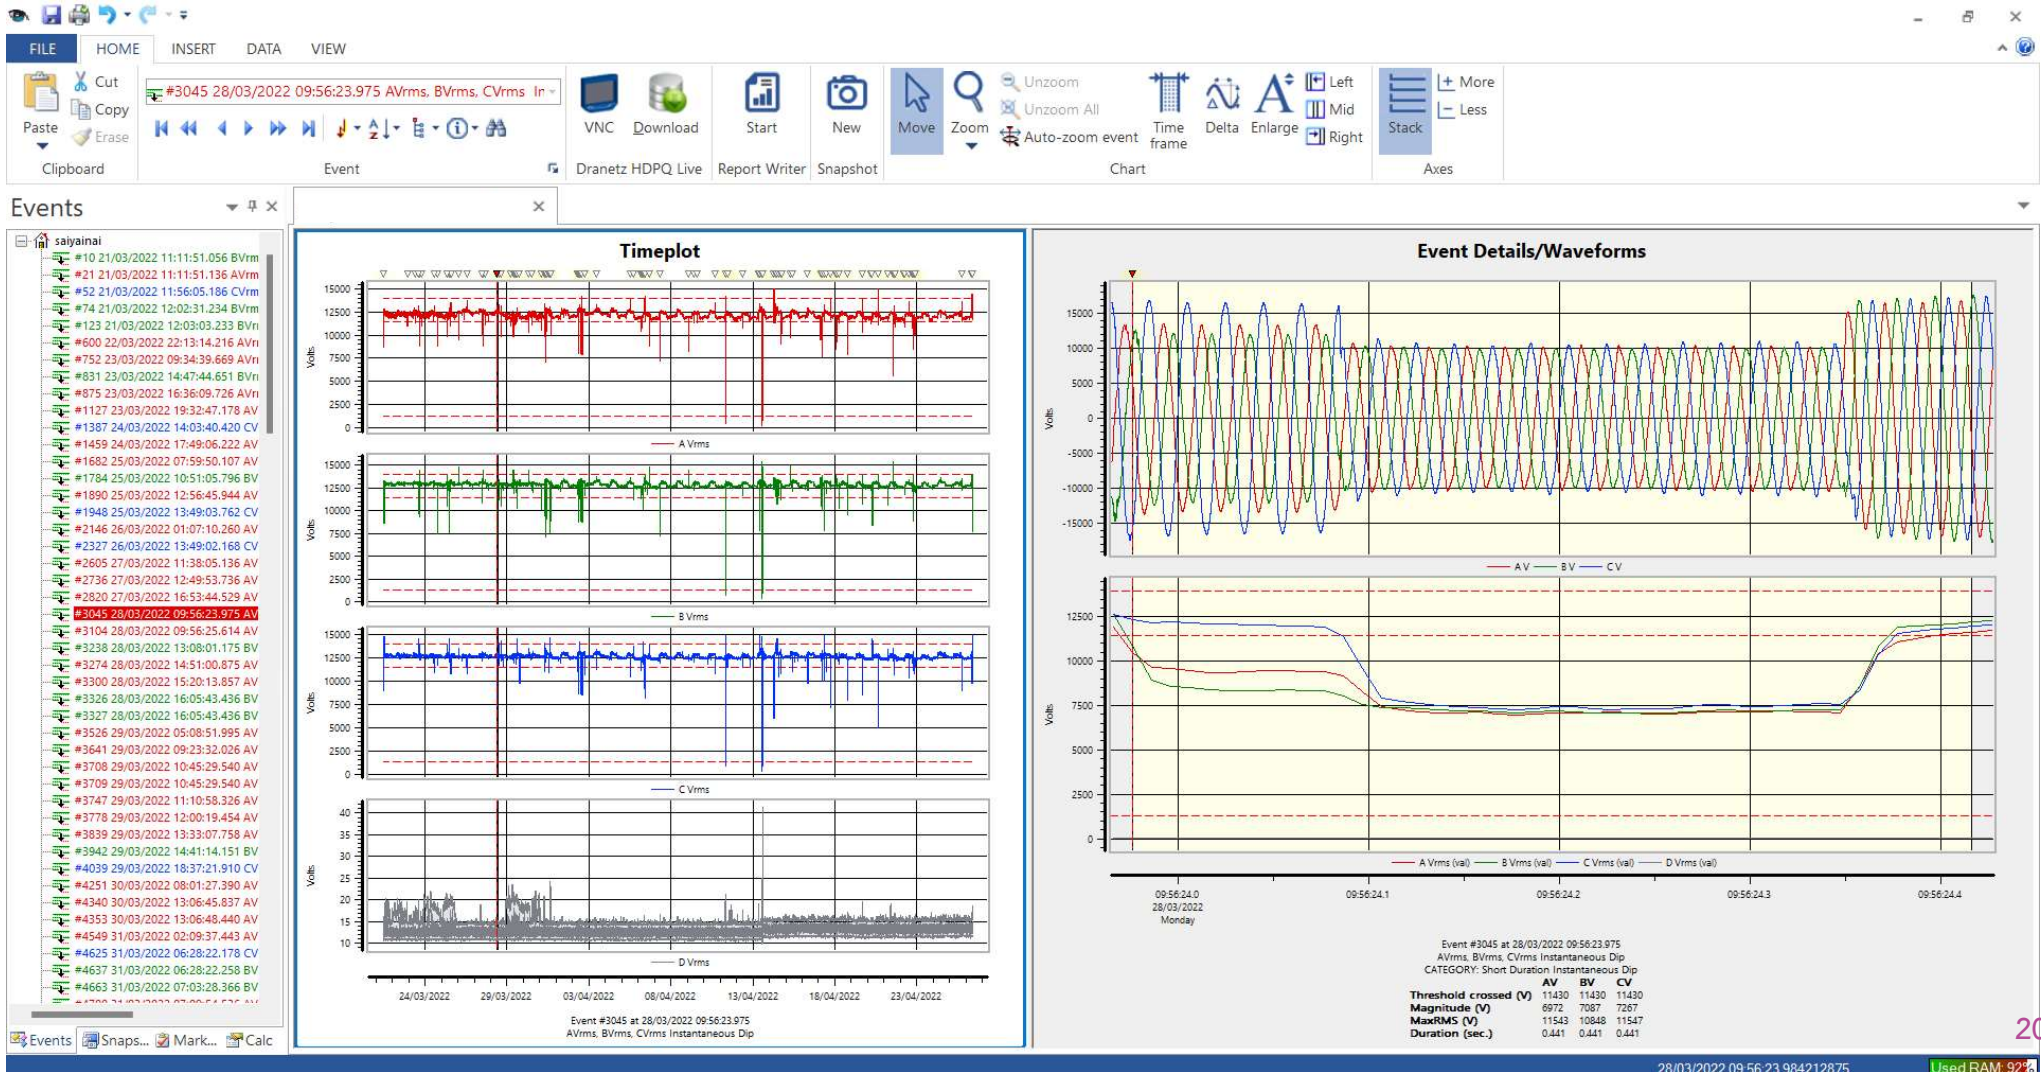 FILE HOME INSERT DATA VIEW
Paste
Cut
Copy
Erase
Clipboard
#3045 28/03/2022 09:56:23.975 AVrms, BVrms, CVrms
Event
VNC Download
Dranetz HDPQ Live
Start
Report Writer
New
Snapshot
Move Zoom
Unzoom
Unzoom All
Auto-zoom event
Time frame
Delta Enlarge
Left
Mid
Right
Chart
Stack
More
Less
Axes
Events
saiyainai
#10 21/03/2022 11:11:51.056 BVrm
#21 21/03/2022 11:11:51.136 AVrm
#52 21/03/2022 11:56:05.186 CVrm
#74 21/03/2022 12:02:31.234 BVrm
#123 21/03/2022 12:03:03.233 BVr
#600 22/03/2022 22:13:14.216 AVr
#752 23/03/2022 09:34:39.669 AVr
#831 23/03/2022 14:47:44.651 BVr
#875 23/03/2022 16:36:09.726 AVr
#1127 23/03/2022 19:32:47.178 AV
#1387 24/03/2022 14:03:40.420 CV
#1459 24/03/2022 17:49:06.222 AV
#1682 25/03/2022 07:59:50.107 AV
#1784 25/03/2022 10:51:05.796 BV
#1890 25/03/2022 12:56:45.944 AV
#1948 25/03/2022 13:49:03.762 CV
#2146 26/03/2022 01:07:10.260 AV
#2327 26/03/2022 13:49:02.168 CV
#2605 27/03/2022 11:38:05.136 AV
#2736 27/03/2022 12:49:53.736 AV
#2820 27/03/2022 16:53:44.529 AV
#3045 28/03/2022 09:56:23.975 AV
#3104 28/03/2022 09:56:25.614 AV
#3238 28/03/2022 13:08:01.175 BV
#3274 28/03/2022 14:51:00.875 AV
#3300 28/03/2022 15:20:13.857 AV
#3326 28/03/2022 16:05:43.436 BV
#3327 28/03/2022 16:05:43.436 BV
#3526 29/03/2022 05:08:51.995 AV
#3641 29/03/2022 09:23:32.026 AV
#3708 29/03/2022 10:45:29.540 AV
#3709 29/03/2022 10:45:29.540 AV
#3747 29/03/2022 11:10:58.326 AV
#3778 29/03/2022 12:00:19.454 AV
#3839 29/03/2022 13:33:07.758 AV
#3942 29/03/2022 14:41:14.151 BV
#4039 29/03/2022 18:37:21.910 CV
#4251 30/03/2022 08:01:27.390 AV
#4340 30/03/2022 13:06:45.837 AV
#4353 30/03/2022 13:06:48.440 AV
#4549 31/03/2022 02:09:37.443 AV
#4625 31/03/2022 06:28:22.178 CV
#4637 31/03/2022 06:28:22.258 BV
#4663 31/03/2022 07:03:28.366 BV
Events Snaps... Mark... Calc
Timeplot
15000
12500
10000
7500
5000
2500
0
Volts
A Vrms
15000
12500
10000
7500
5000
2500
0
Volts
B Vrms
15000
12500
10000
7500
5000
2500
0
Volts
C Vrms
40
35
30
25
20
15
10
Volts
D Vrms
24/03/2022 29/03/2022 03/04/2022 08/04/2022 13/04/2022 18/04/2022 23/04/2022
Event #3045 at 28/03/2022 09:56:23.975
AVrms, BVrms, CVrms Instantaneous Dip
Event Details/Waveforms
15000
10000
5000
0
-5000
-10000
-15000
Volts
AV BV CV
12500
10000
7500
5000
2500
0
Volts
A Vrms (val) B Vrms (val) C Vrms (val) D Vrms (val)
09:56:24.0 09:56:24.1 09:56:24.2 09:56:24.3 09:56:24.4
28/03/2022
Monday
Event #3045 at 28/03/2022 09:56:23.975
AVrms, BVrms, CVrms Instantaneous Dip
CATEGORY: Short Duration Instantaneous Dip
AV BV CV
Threshold crossed (V) 11430 11430 11430
Magnitude (V) 6972 7087 7267
MaxRMS (V) 11543 10848 11547
Duration (sec.) 0.441 0.441 0.441
20
28/03/2022 09:56:23.984212875
Used RAM: 92%